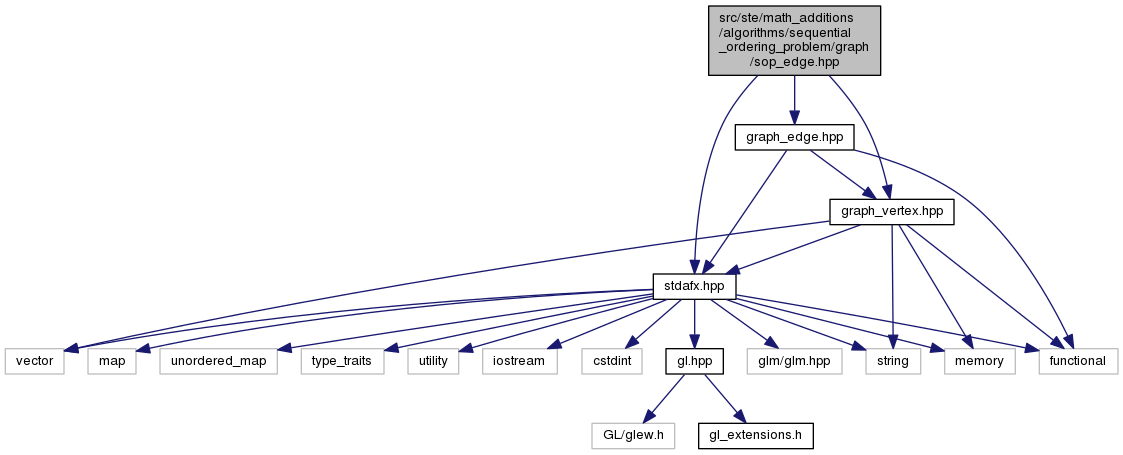 src/ste/math_additions
/algorithms/sequential
_ordering_problem/graph
/sop_edge.hpp
graph_edge.hpp
graph_vertex.hpp
stdafx.hpp
vector
map
unordered_map
type_traits
utility
iostream
cstdint
gl.hpp
glm/glm.hpp
string
memory
functional
GL/glew.h
gl_extensions.h